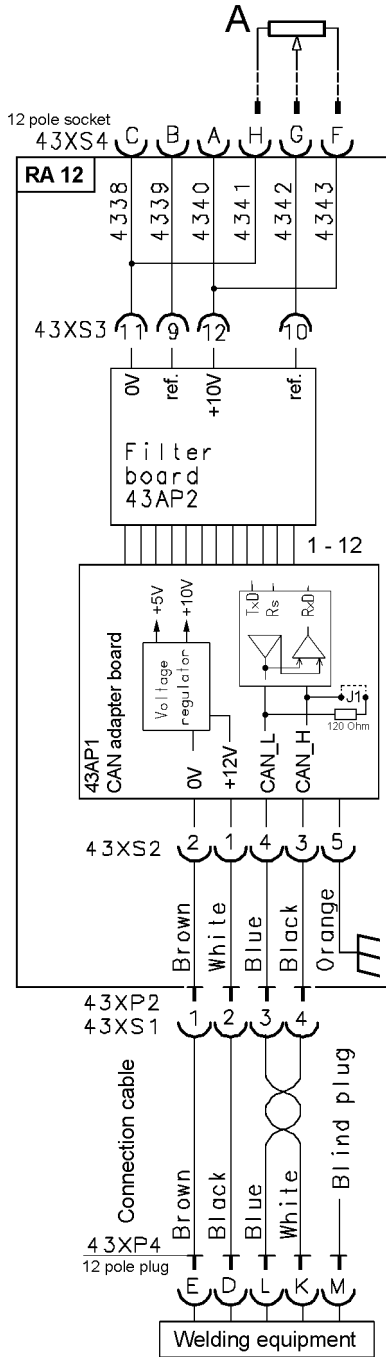 A
12 pole socket
43XS4 C B A H G F
RA 12
4338 4339 4340 4341 4342 4343
43XS3 11 9 12 10
0V ref. +10V ref.
Filter
board
43AP2
1 - 12
+5V +10V
TxD Rs RxD
Voltage
regulator
J1
120 Ohm
43AP1
CAN adapter board
0V +12V CAN_L CAN_H
43XS2 2 1 4 3 5
Brown White Blue Black Orange
43XP2
43XS1 1 2 3 4
Connection cable
Brown Black Blue White Blind plug
43XP4
12 pole plug
E D L K M
Welding equipment